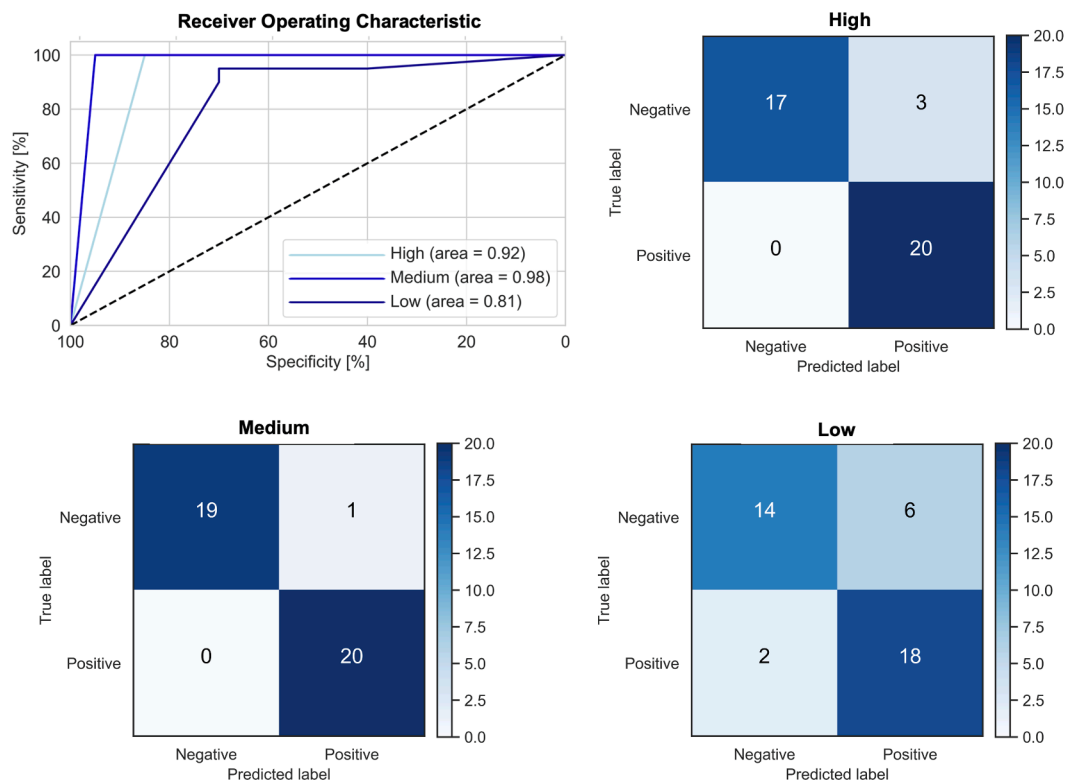 Receiver Operating Characteristic
100
80
60
40
20
0
Sensitivity [%]
100
80
60
40
20
0
Specificity [%]
High (area = 0.92)
Medium (area = 0.98)
Low (area = 0.81)
High
Negative
Positive
True label
17
3
0
20
Negative
Positive
Predicted label
20.0
17.5
15.0
12.5
10.0
7.5
5.0
2.5
0.0
Medium
Negative
Positive
True label
19
1
0
20
Negative
Positive
Predicted label
20.0
17.5
15.0
12.5
10.0
7.5
5.0
2.5
0.0
Low
Negative
Positive
True label
14
6
2
18
Negative
Positive
Predicted label
20.0
17.5
15.0
12.5
10.0
7.5
5.0
2.5
0.0